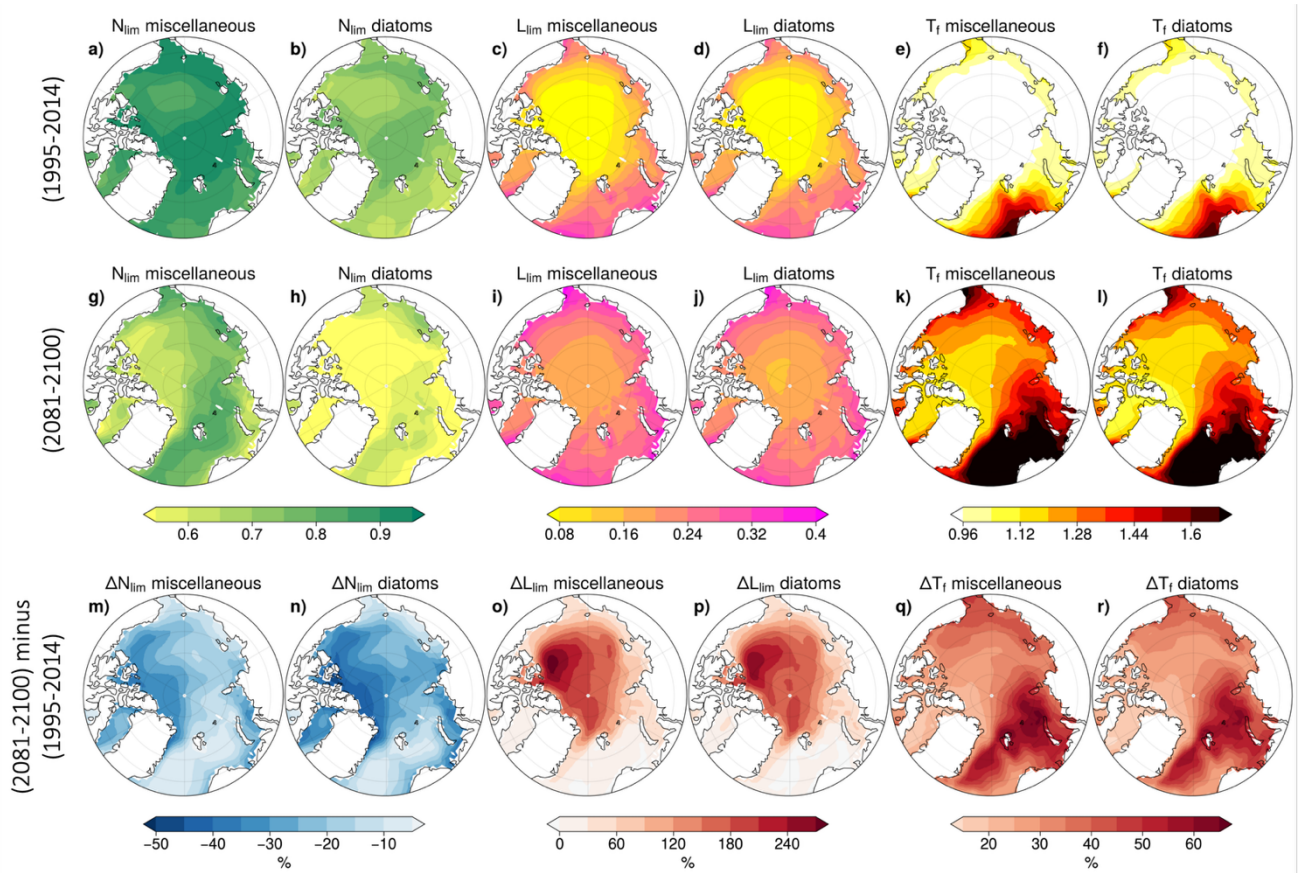 N_lim miscellaneous N_lim diatoms L_lim miscellaneous L_lim diatoms T_f miscellaneous T_f diatoms
a) b) c) d) e) f)
(1995-2014)
N_lim miscellaneous N_lim diatoms L_lim miscellaneous L_lim diatoms T_f miscellaneous T_f diatoms
g) h) i) j) k) l)
(2081-2100)
0.6 0.7 0.8 0.9 0.08 0.16 0.24 0.32 0.4 0.96 1.12 1.28 1.44 1.6
ΔN_lim miscellaneous ΔN_lim diatoms ΔL_lim miscellaneous ΔL_lim diatoms ΔT_f miscellaneous ΔT_f diatoms
m) n) o) p) q) r)
(2081-2100) minus
(1995-2014)
−50 −40 −30 −20 −10 0 60 120 180 240 20 30 40 50 60
% % %